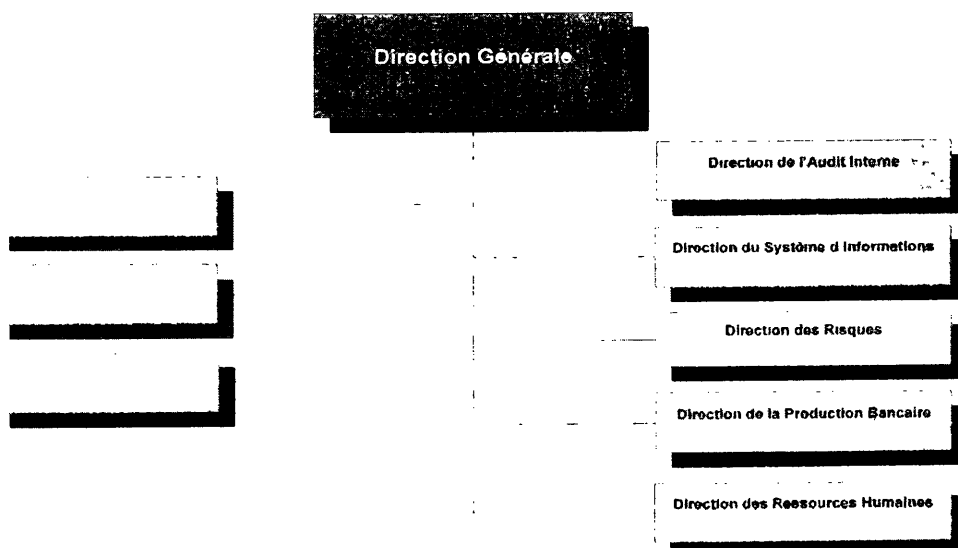 Direction Générale
Direction de l'Audit Interne
Direction du Système d Informations
Direction des Risques
Direction de la Production Bancaire
Direction des Ressources Humaines